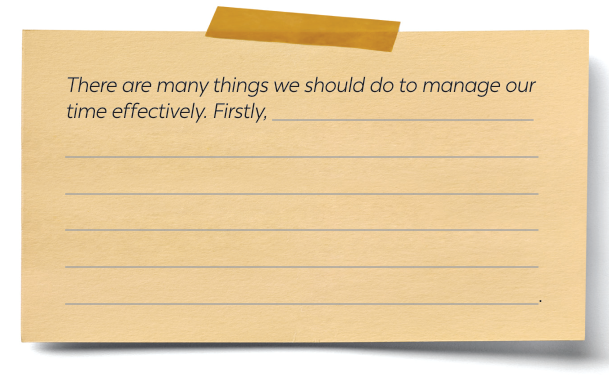 There are many things we should do to manage our
time effectively. Firstly,
.